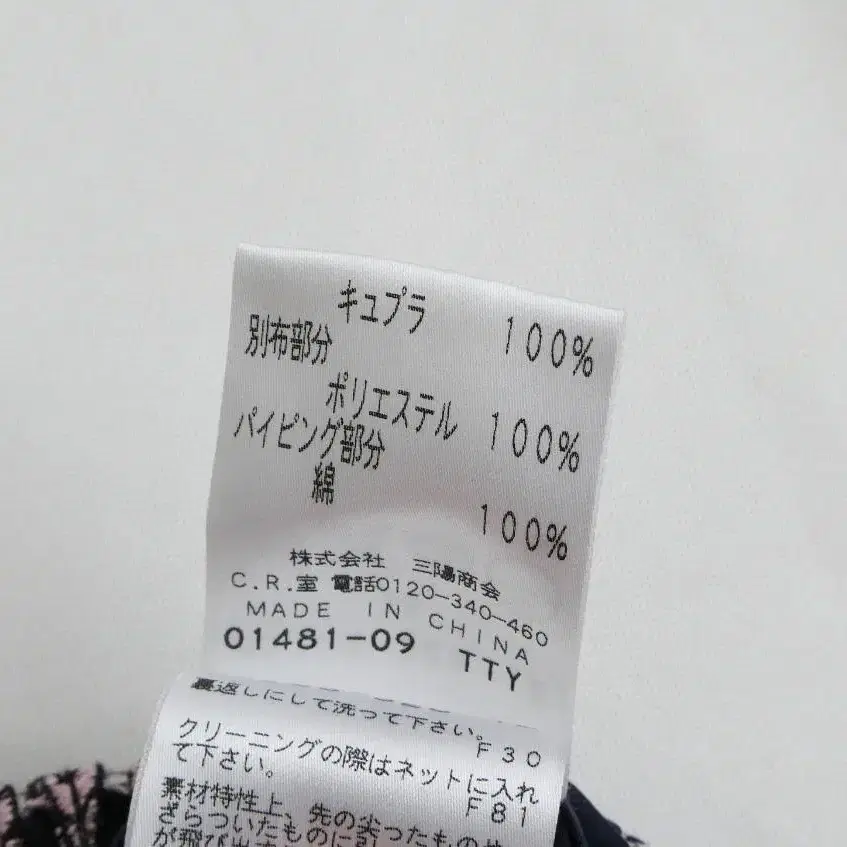 キュプラ 100%
別布部分
ポリエステル 100%
パイピング部分
綿 100%
株式会社 三陽商会
C.R.室 電話0120-340-460
MADE IN CHINA
01481-09 TTY
裏返しにして洗って下さい。
F30
クリーニングの際はネットに入れ
て下さい。
F81
素材特性上、先の尖ったもの
ざらついたものに引
が飛び出